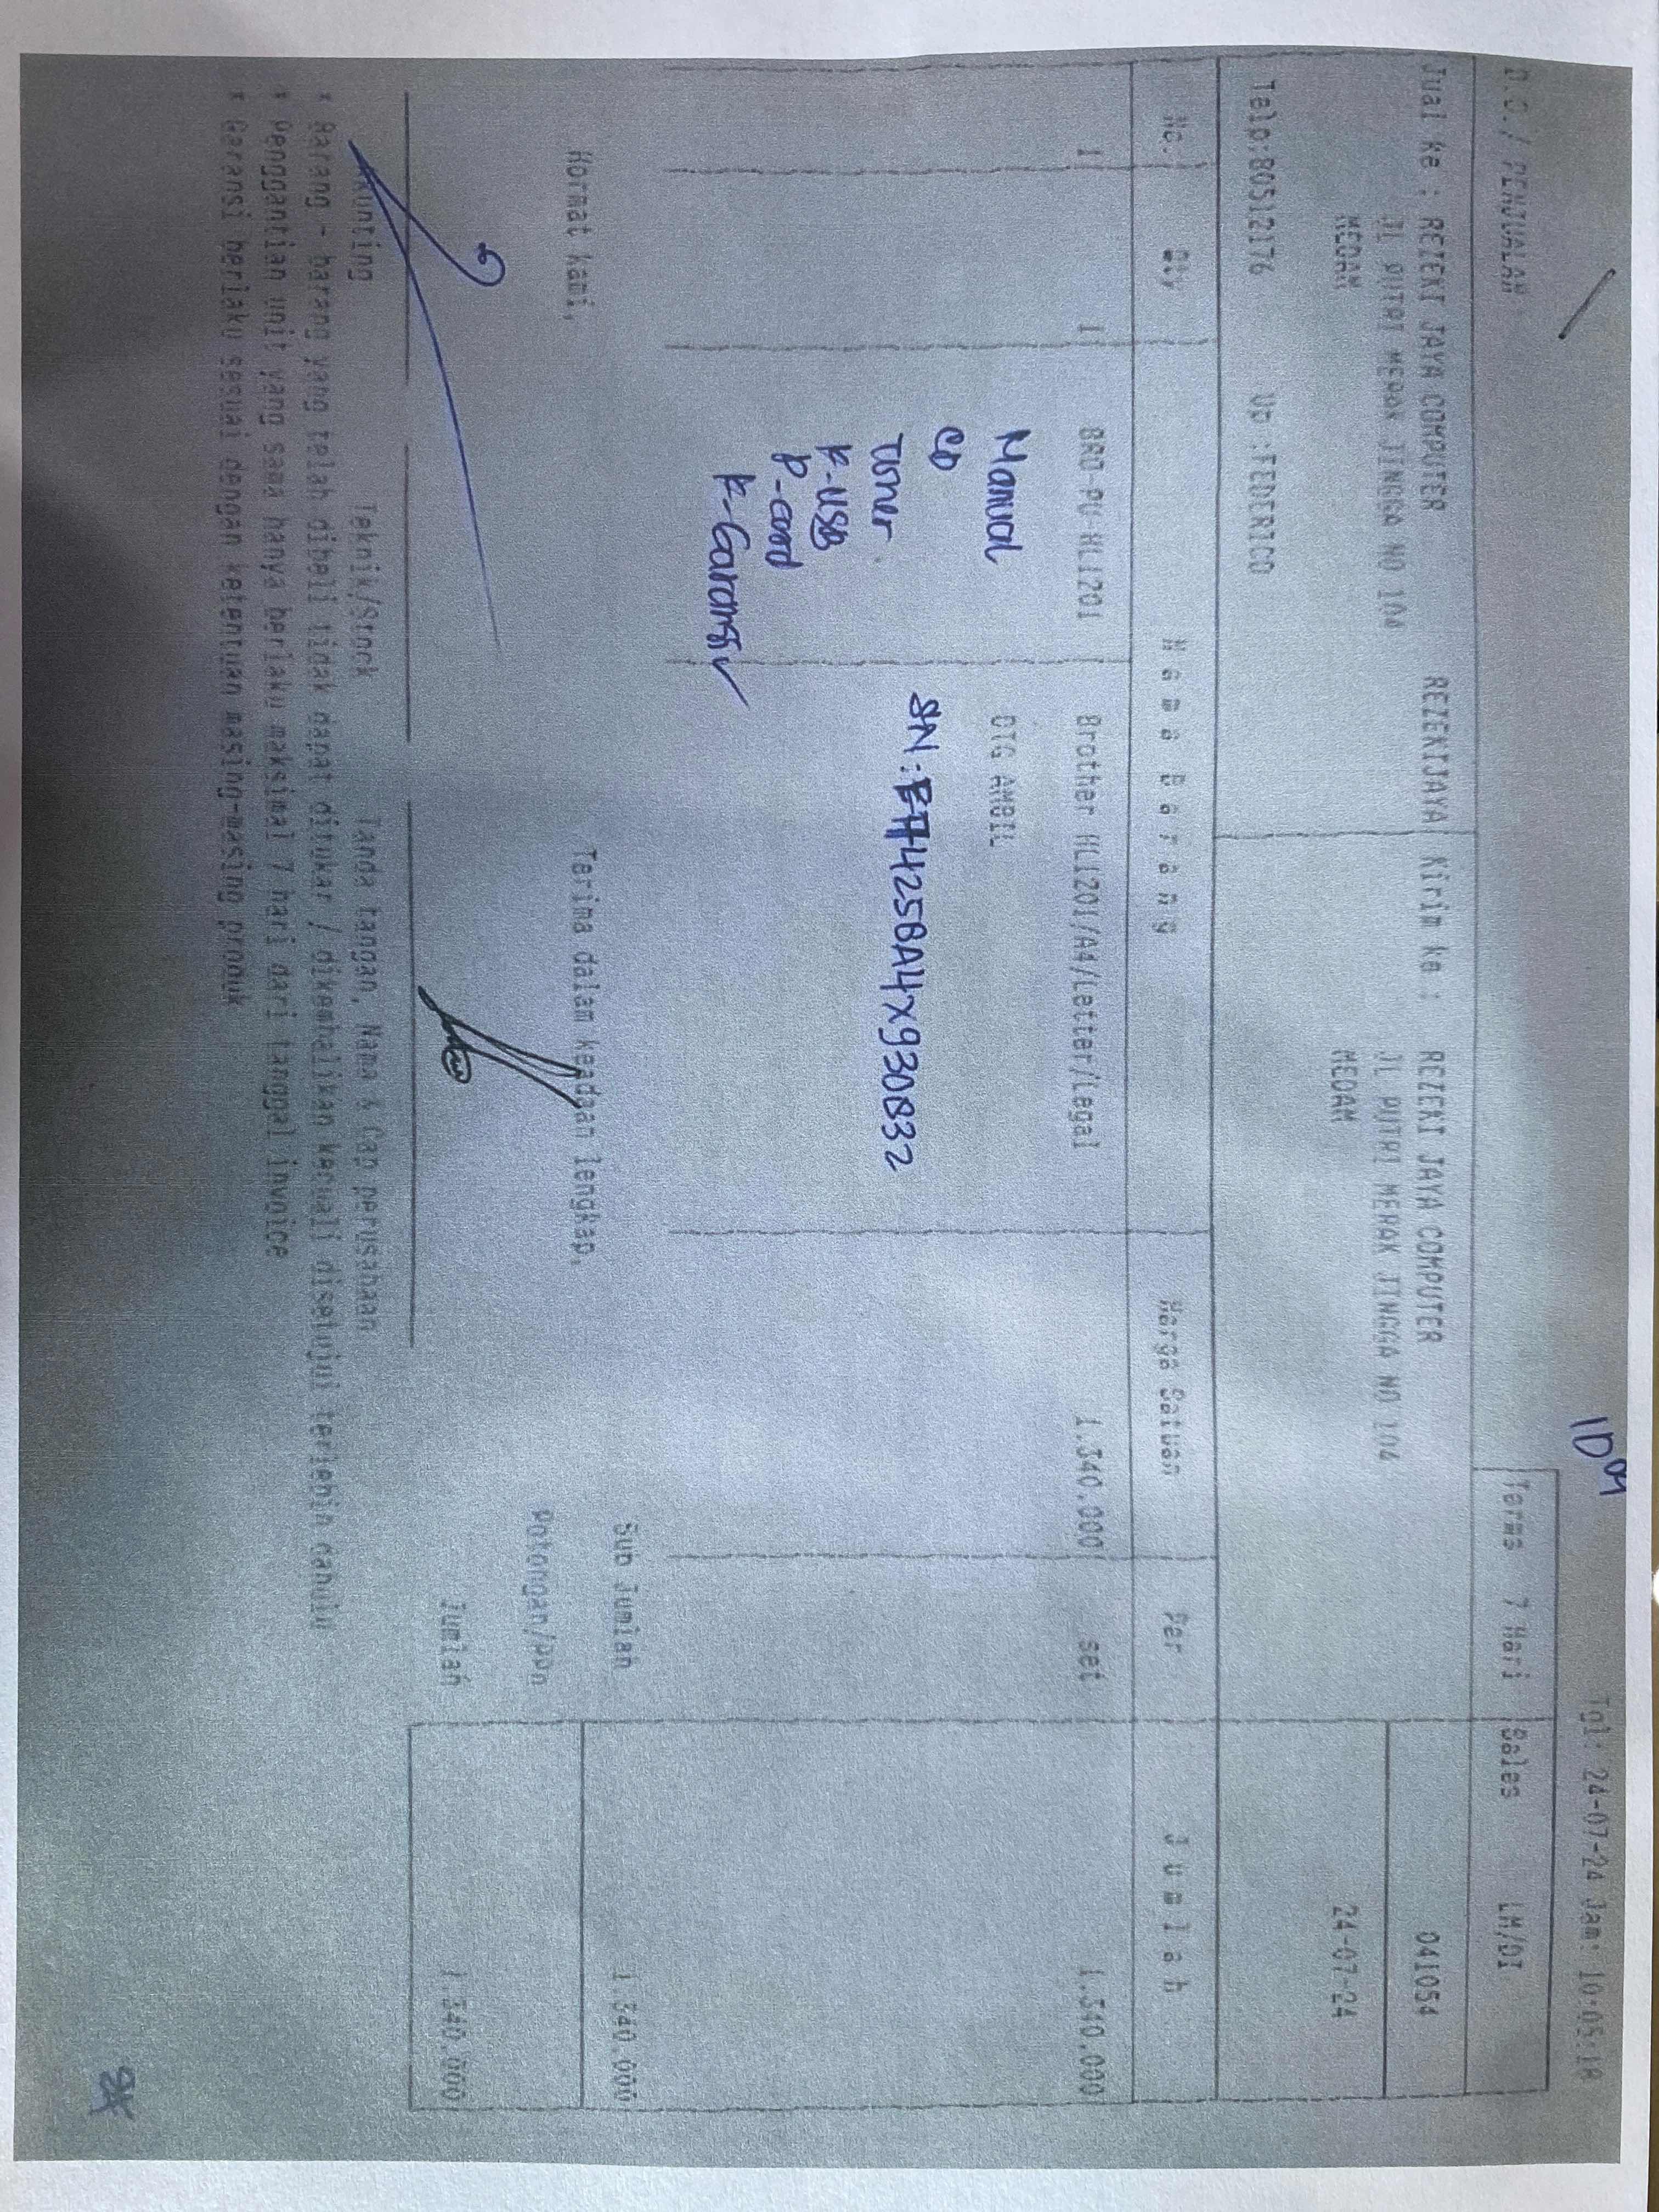 1D
Tgl: 24-07-24 Jam: 10:05:18
/ PENJUALAN
Terms 7 Hari Sales LM/DI
Jual ke : REZEKI JAYA COMPUTER REZEKIJAYA Kirim ke : REZEKI JAYA COMPUTER 041054
JL PUTRI MERAK JINGGA NO 104 JL PUTRI MERAK JINGGA NO 104
MEDAN MEDAN 24-07-24
Telp:80512176 Up :FEDERICO
No. Qty Nama Barang Harga Satuan Per Jumlah
1 1 BRO-PU-HL1201 Brother HL1201/A4/Letter/Legal 1.340.000 set 1.340.000
Manual OTG AMBIL
CD
Toner SN: 425BA4X930832
K-USB
P-cord
K-Garansi
Sub Jumlah 1.340.000
Hormat kami, Terima dalam keadaan lengkap,
Potongan/PPn
Jumlah 1.340.000
Akunting Teknik/Stock Tanda tangan, Nama & Cap perusahaan
* Barang - barang yang telah dibeli tidak dapat ditukar / dikembalikan kecuali disetujui terlebih dahulu
* Penggantian unit yang sama hanya berlaku maksimal 7 hari dari tanggal invoice
* Garansi berlaku sesuai dengan ketentuan masing-masing produk